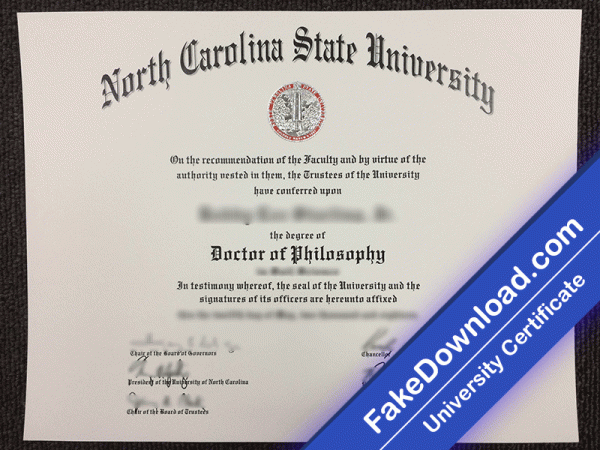 North Carolina State University
On the recommendation of the Faculty and by virtue of the
authority vested in them, the Trustees of the University
have conferred upon
the degree of
Doctor of Philosophy
In testimony whereof, the seal of the University and the
signatures of its officers are hereunto affixed
Chair of the Board of Governors
Chancellor
President of the University of North Carolina
Chair of the Board of Trustees
FakeDownload.com
University Certificate